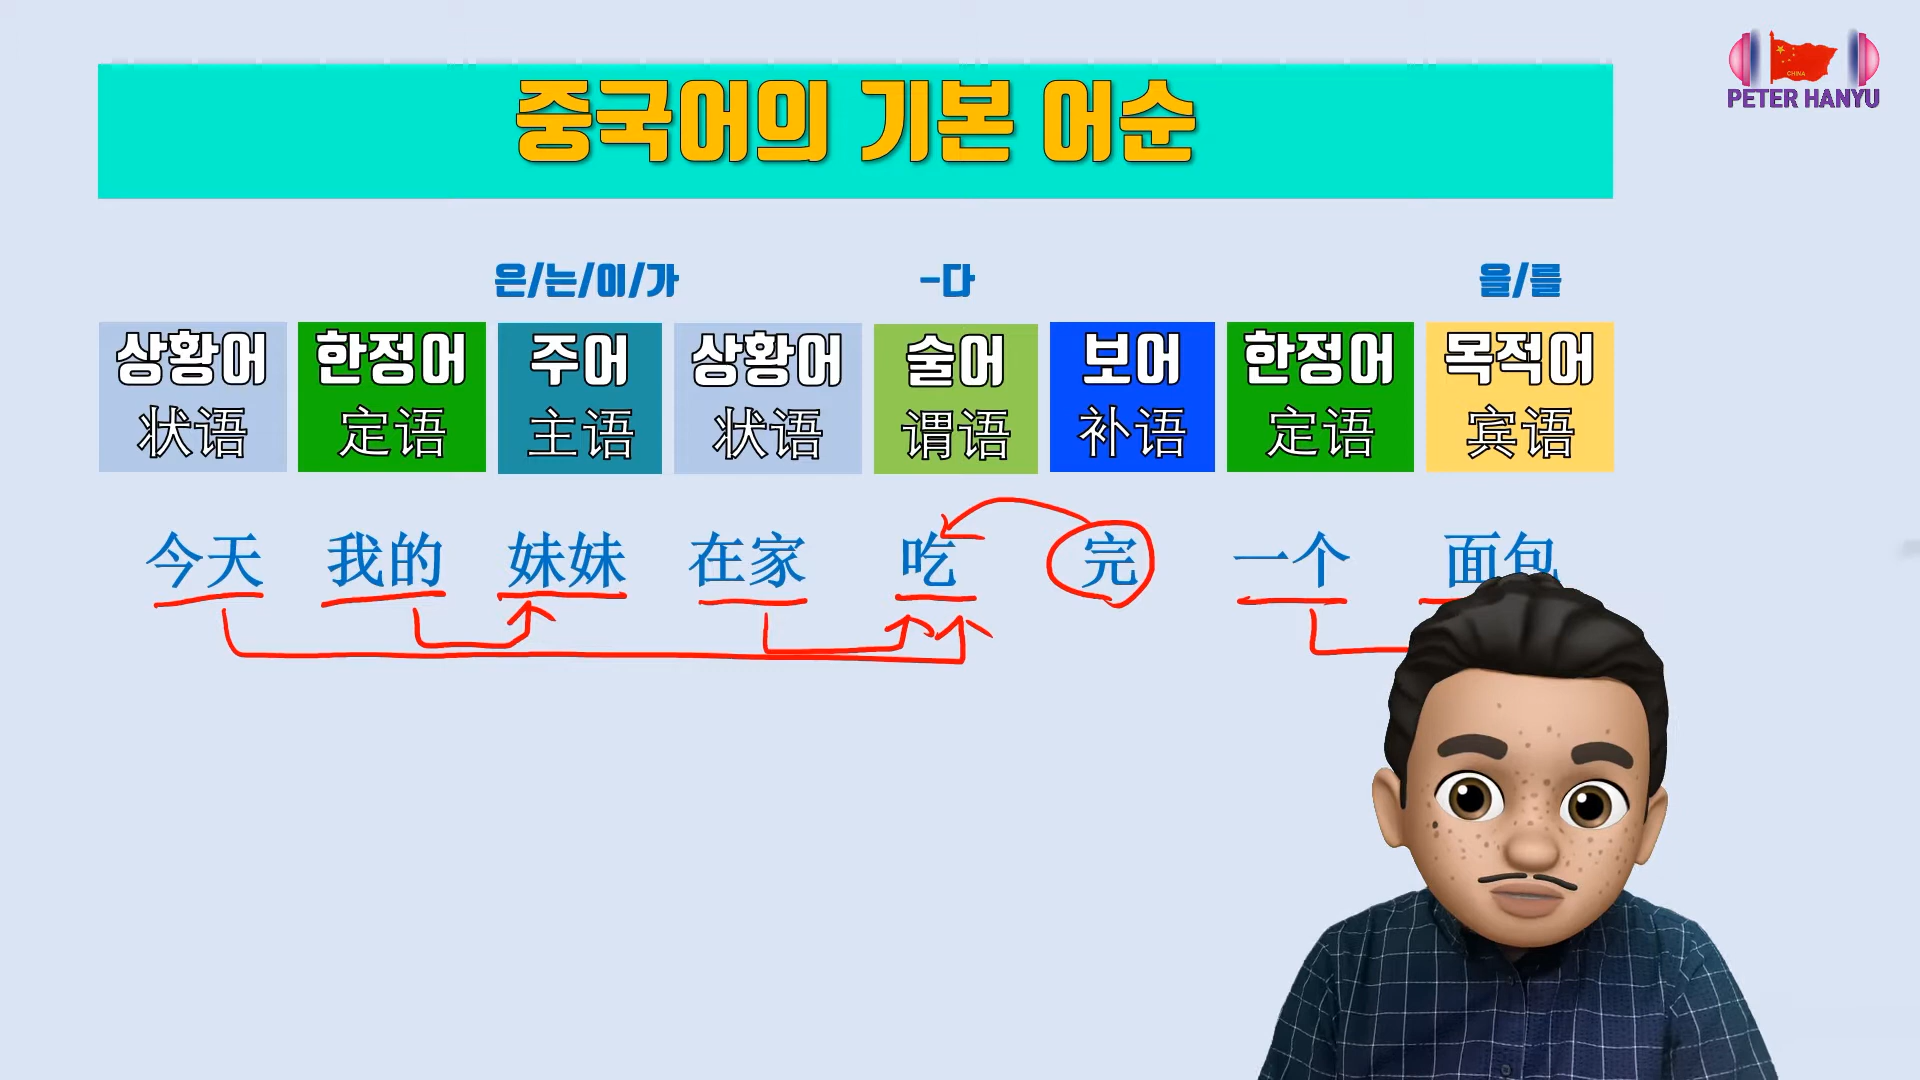 중국어의 기본 어순
CHINA
PETER HANYU
은/는/이/가 -다 을/를
상황어 한정어 주어 상황어 술어 보어 한정어 목적어
状语 定语 主语 状语 谓语 补语 定语 宾语
今天 我的 妹妹 在家 吃 完 一个 面包